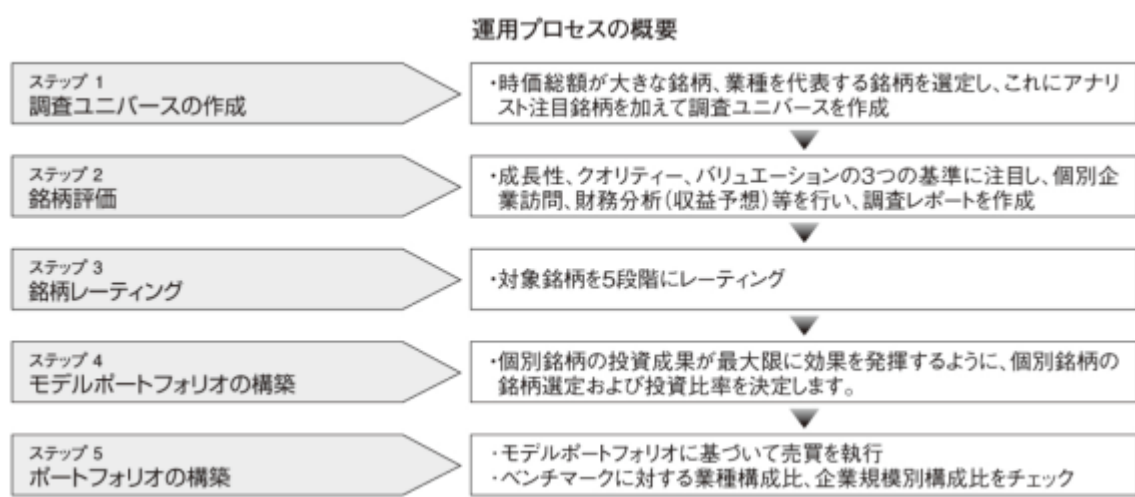 運用プロセスの概要
ステップ 1
調査ユニバースの作成
・時価総額が大きな銘柄、業種を代表する銘柄を選定し、これにアナリ
スト注目銘柄を加えて調査ユニバースを作成
ステップ 2
銘柄評価
・成長性、クオリティー、バリュエーションの3つの基準に注目し、個別企
業訪問、財務分析(収益予想)等を行い、調査レポートを作成
ステップ 3
銘柄レーティング
・対象銘柄を5段階にレーティング
ステップ 4
モデルポートフォリオの構築
・個別銘柄の投資成果が最大限に効果を発揮するように、個別銘柄の
銘柄選定および投資比率を決定します。
ステップ 5
ポートフォリオの構築
・モデルポートフォリオに基づいて売買を執行
・ベンチマークに対する業種構成比、企業規模別構成比をチェック